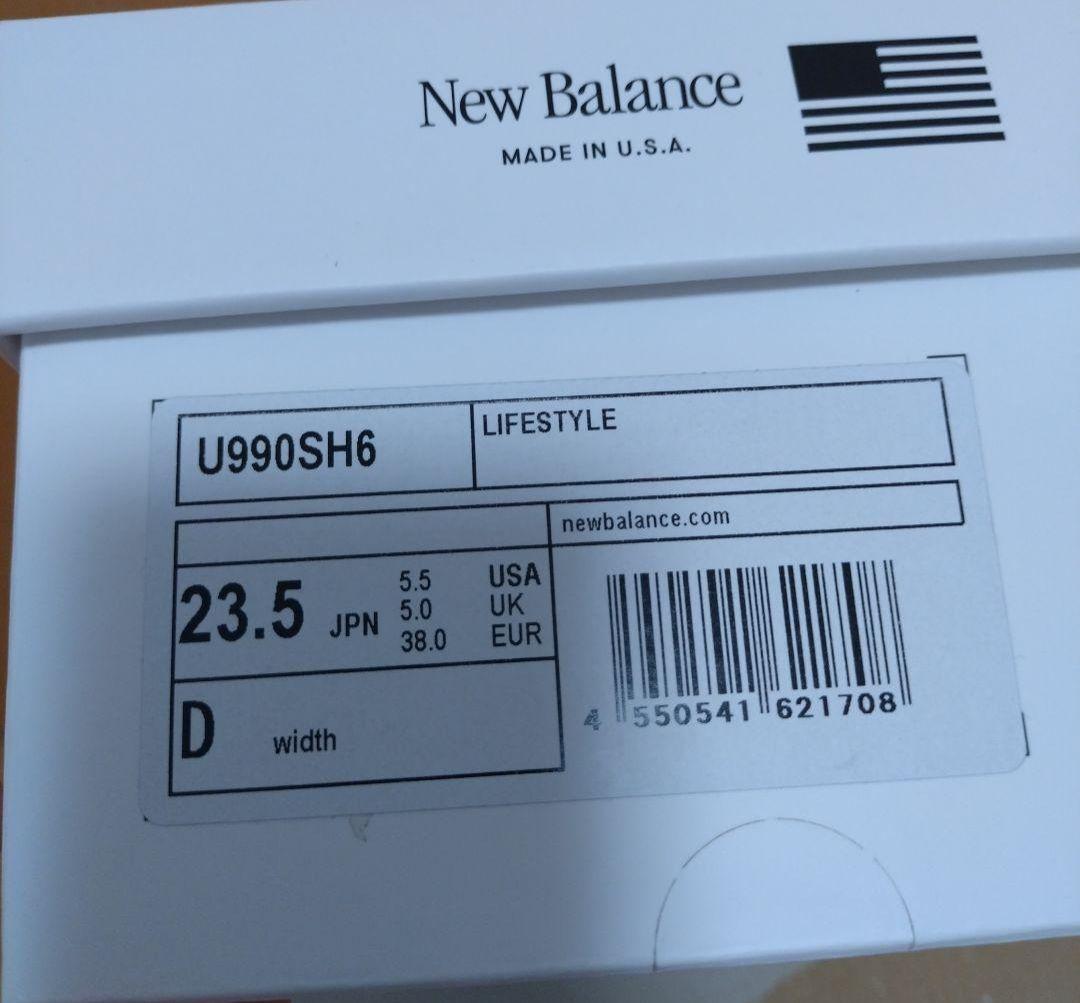 New Balance
MADE IN U.S.A.
U990SH6
LIFESTYLE
newbalance.com
23.5 JPN
5.5 USA
5.0 UK
38.0 EUR
D width
550541 621708